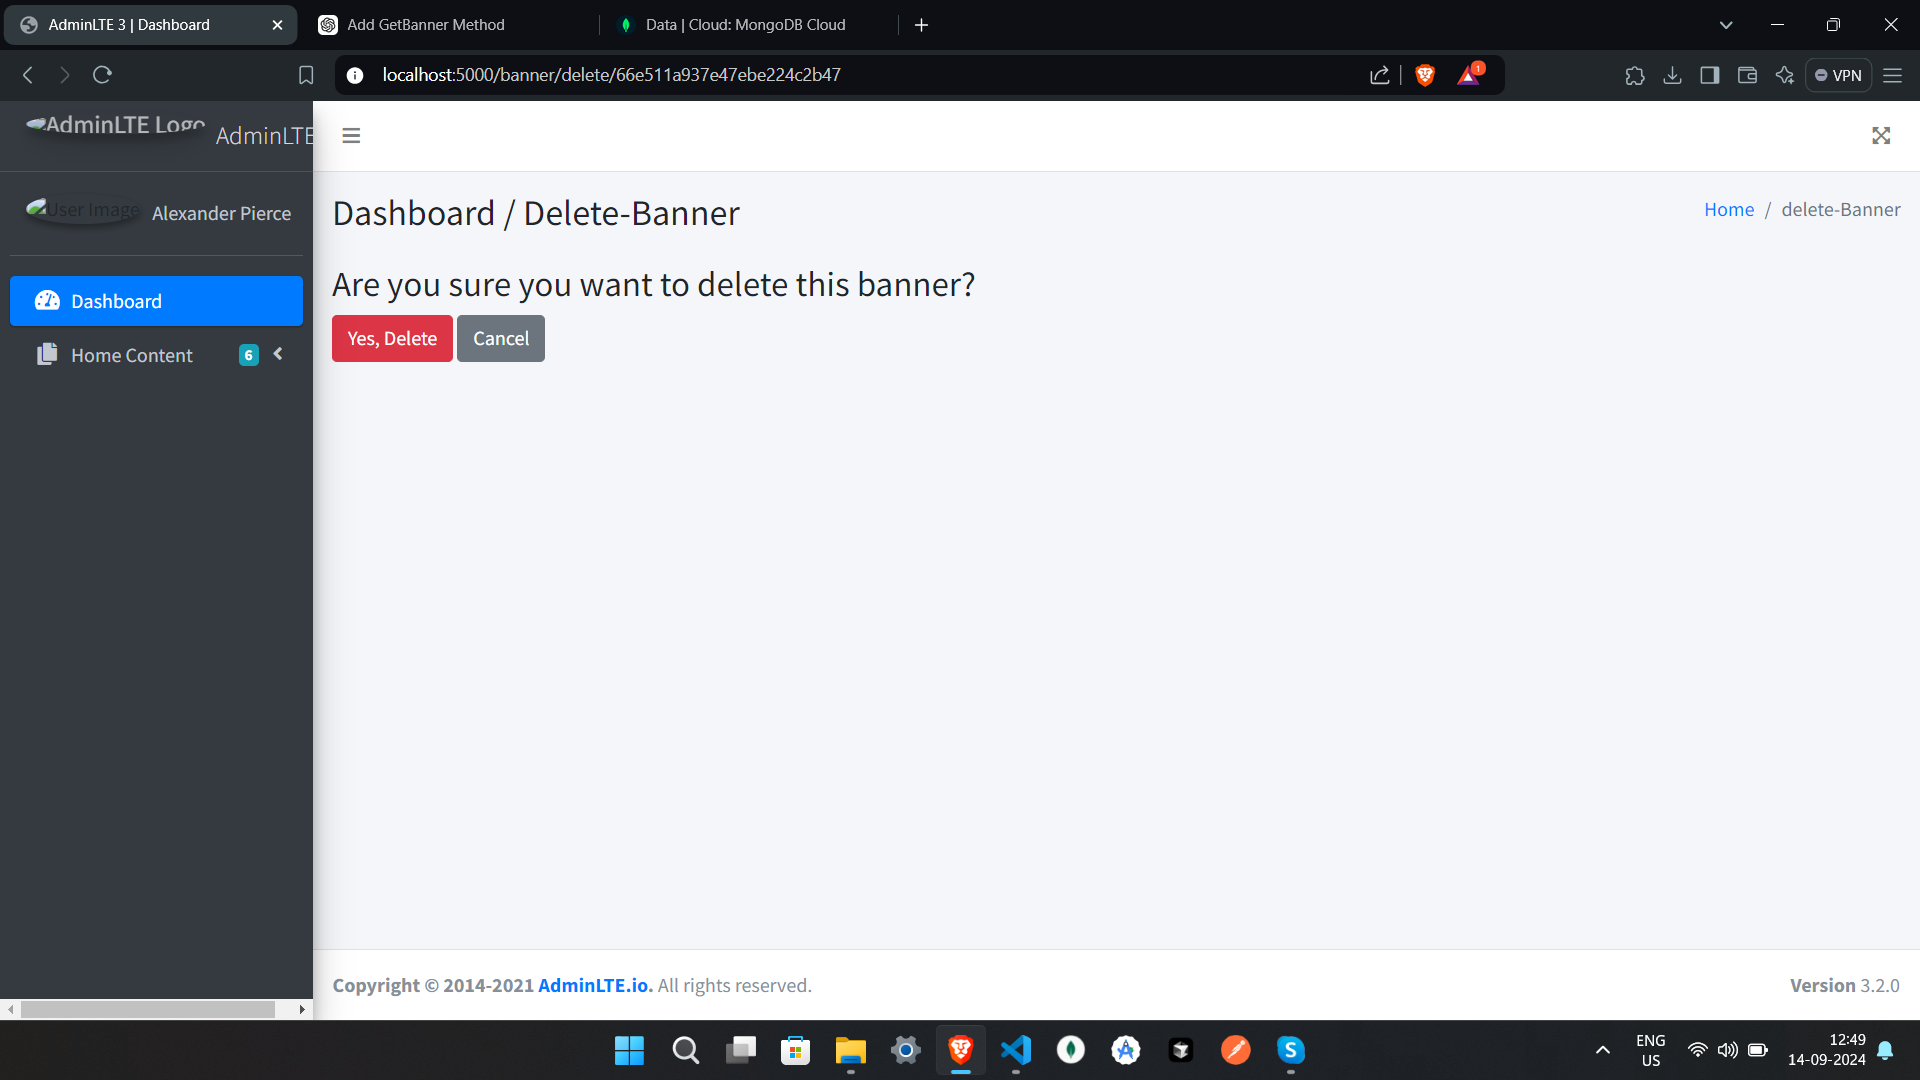 AdminLTE 3 | Dashboard
Add GetBanner Method
Data | Cloud: MongoDB Cloud
localhost:5000/banner/delete/66e511a937e47ebe224c2b47
1
VPN
AdminLTE Logo
AdminLTE
User Image
Alexander Pierce
Dashboard
Home Content
6
Dashboard / Delete-Banner
Home / delete-Banner
Are you sure you want to delete this banner?
Yes, Delete
Cancel
Copyright © 2014-2021 AdminLTE.io. All rights reserved.
Version 3.2.0
ENG
US
12:49
14-09-2024